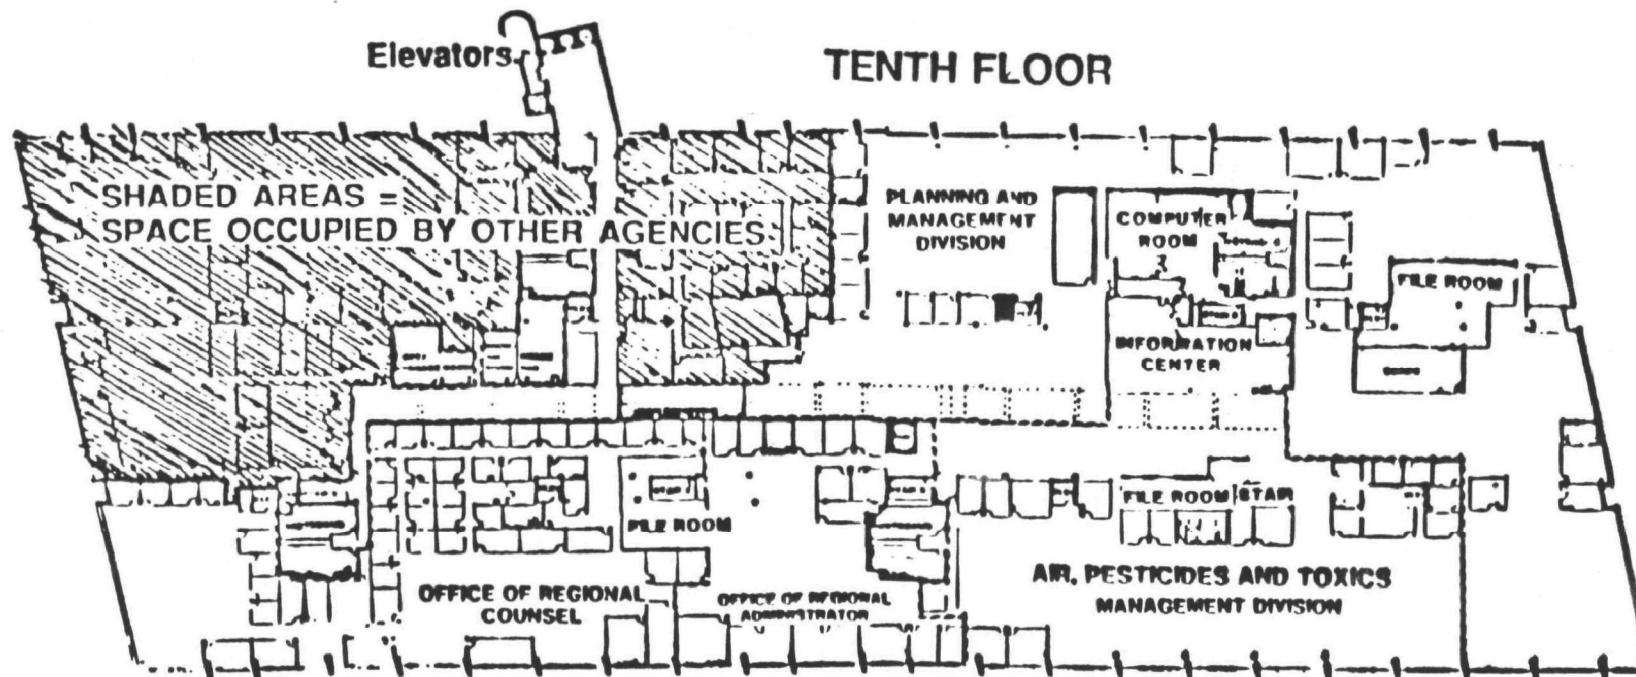 Elevators
TENTH FLOOR
SHADED AREAS =
SPACE OCCUPIED BY OTHER AGENCIES
PLANNING AND
MANAGEMENT
DIVISION
COMPUTER
ROOM
FILE ROOM
INFORMATION
CENTER
FILE ROOM
FILE ROOM
STAIR
OFFICE OF REGIONAL
COUNSEL
OFFICE OF REGIONAL
ADMINISTRATOR
AIR, PESTICIDES AND TOXICS
MANAGEMENT DIVISION